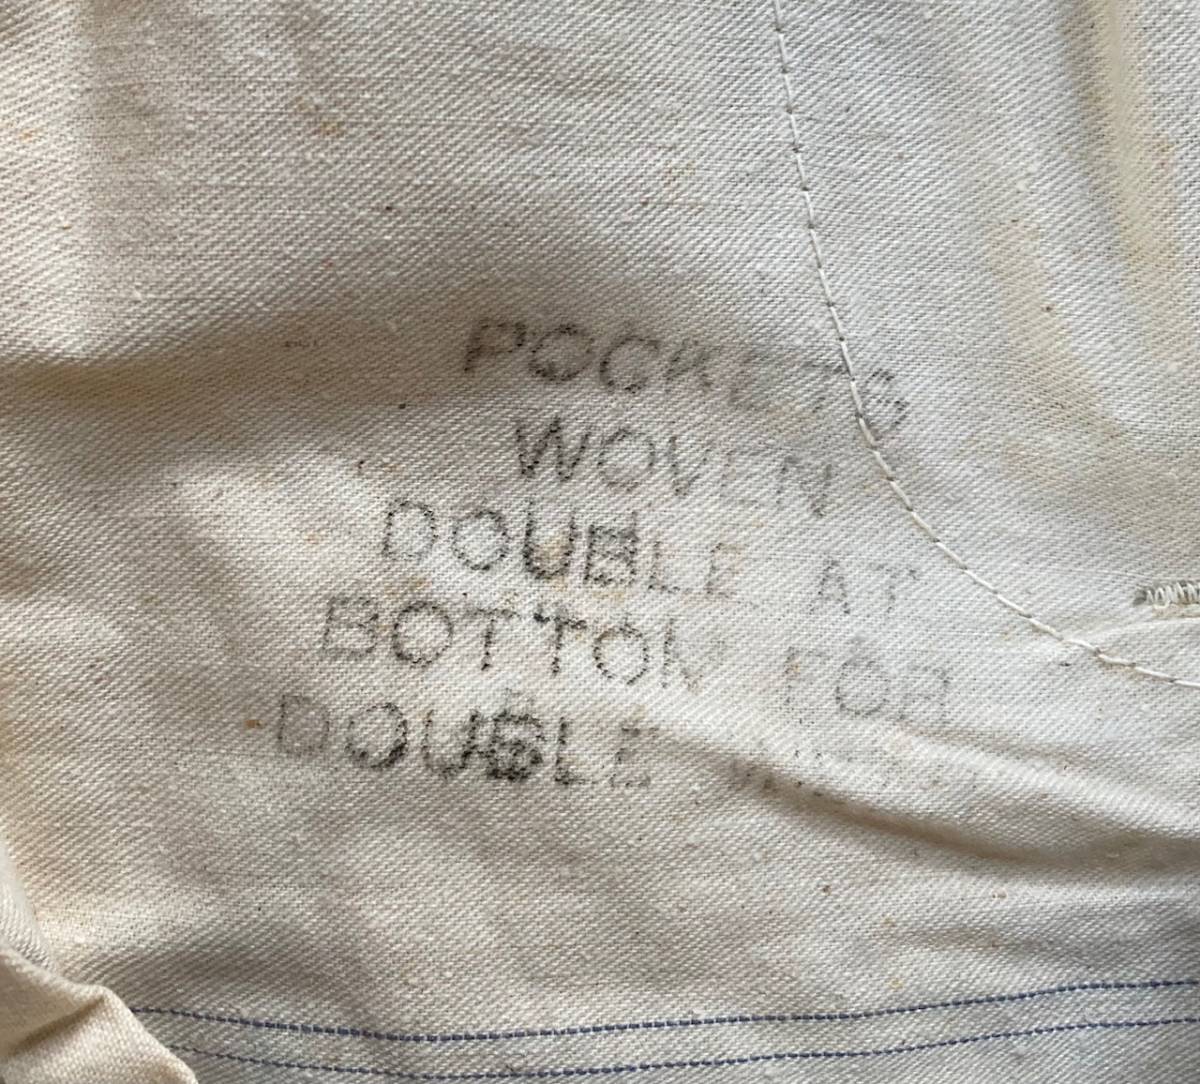 POCKETS
WOVEN
DOUBLE AT
BOTTOM FOR
DOUBLE